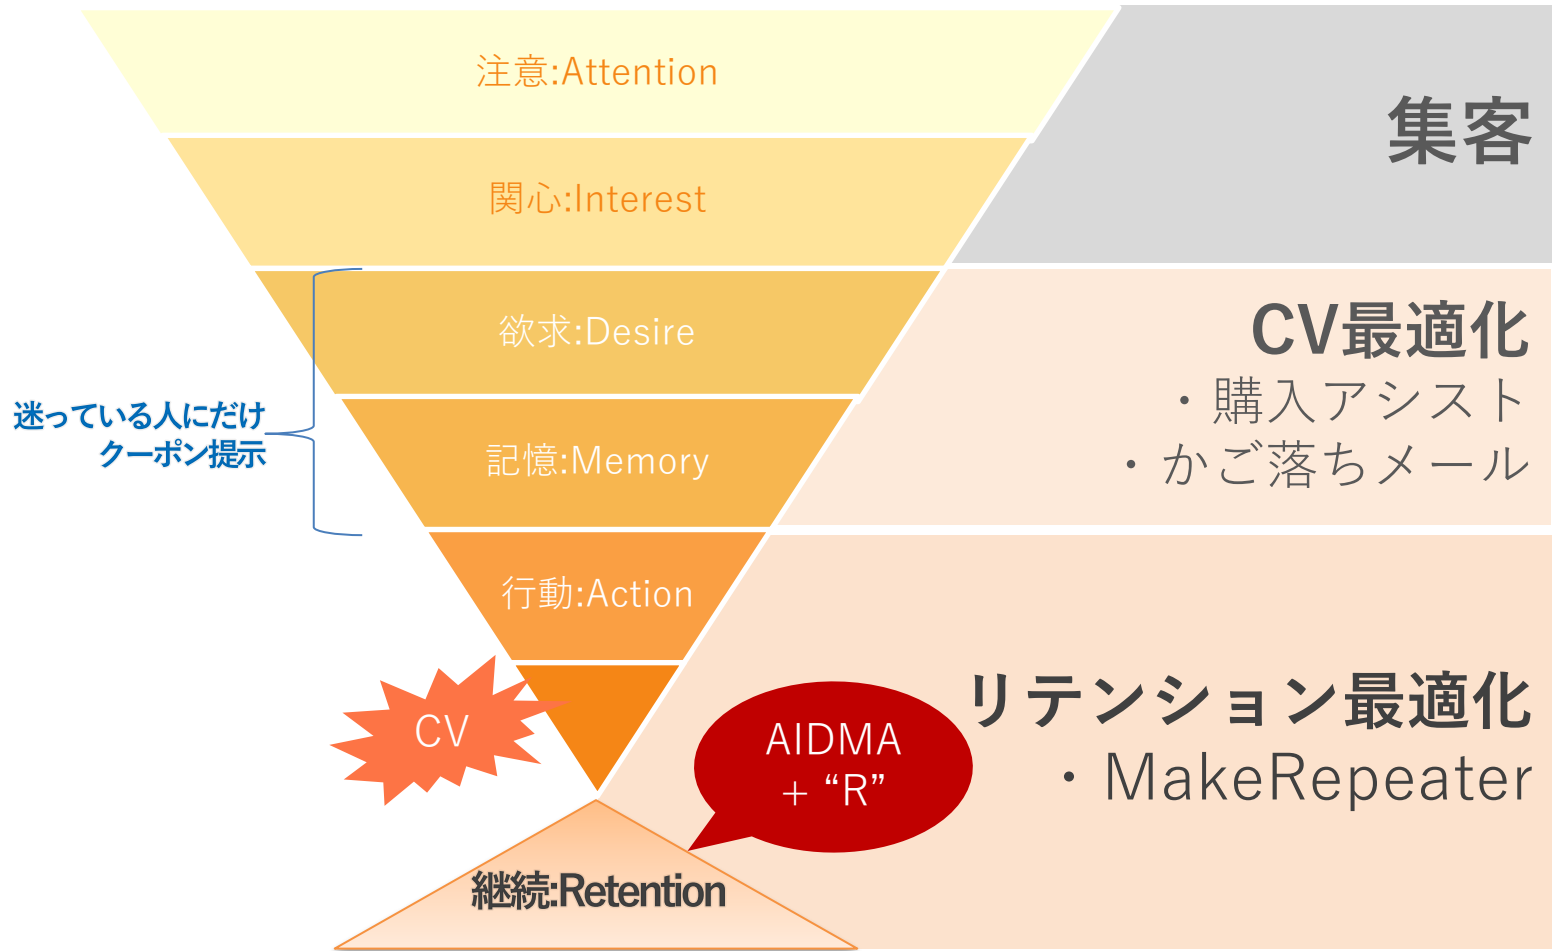 注意:Attention
集客
関心:Interest
欲求:Desire
CV最適化
・購入アシスト
・かご落ちメール
迷っている人にだけ
クーポン提示
記憶:Memory
行動:Action
CV
AIDMA
+ “R”
リテンション最適化
・MakeRepeater
継続:Retention